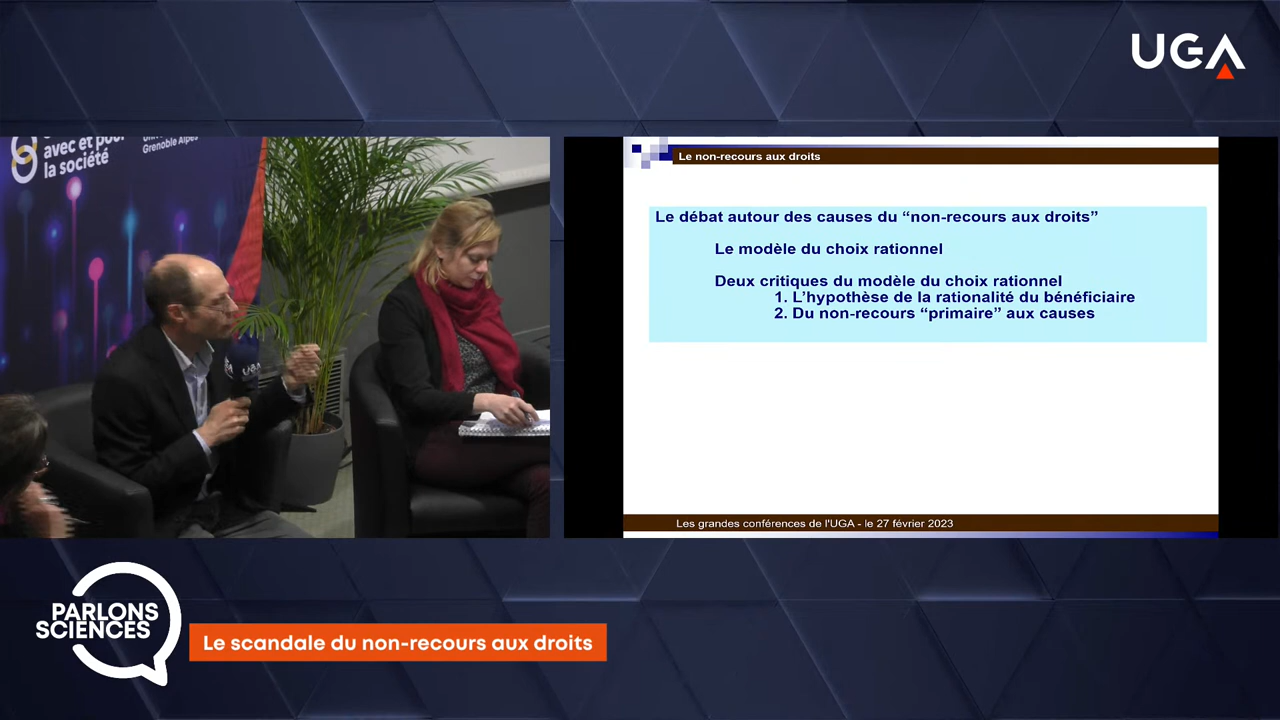 UGA
avec et pour
la société
Grenoble Alpes
UGA
Le non-recours aux droits
Le débat autour des causes du “non-recours aux droits”
Le modèle du choix rationnel
Deux critiques du modèle du choix rationnel
1. L’hypothèse de la rationalité du bénéficiaire
2. Du non-recours “primaire” aux causes
Les grandes conférences de l'UGA - le 27 février 2023
PARLONS
SCIENCES
Le scandale du non-recours aux droits